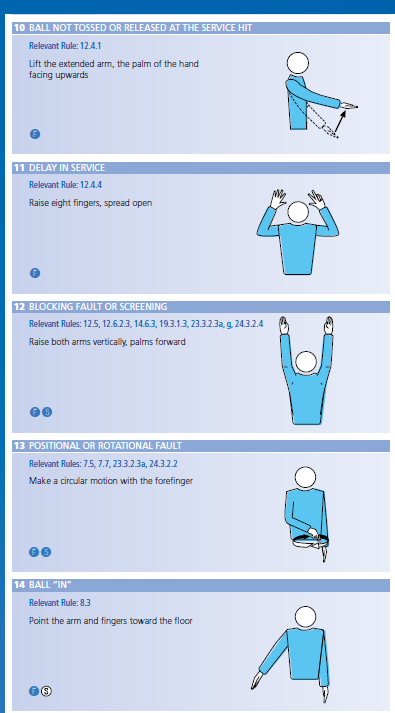 10 BALL NOT TOSSED OR RELEASED AT THE SERVICE HIT
Relevant Rule: 12.4.1
Lift the extended arm, the palm of the hand
facing upwards
F
11 DELAY IN SERVICE
Relevant Rule: 12.4.4
Raise eight fingers, spread open
F
12 BLOCKING FAULT OR SCREENING
Relevant Rules: 12.5, 12.6.2.3, 14.6.3, 19.3.1.3, 23.3.2.3a, g, 24.3.2.4
Raise both arms vertically, palms forward
F S
13 POSITIONAL OR ROTATIONAL FAULT
Relevant Rules: 7.5, 7.7, 23.3.2.3a, 24.3.2.2
Make a circular motion with the forefinger
F S
14 BALL “IN”
Relevant Rule: 8.3
Point the arm and fingers toward the floor
F S